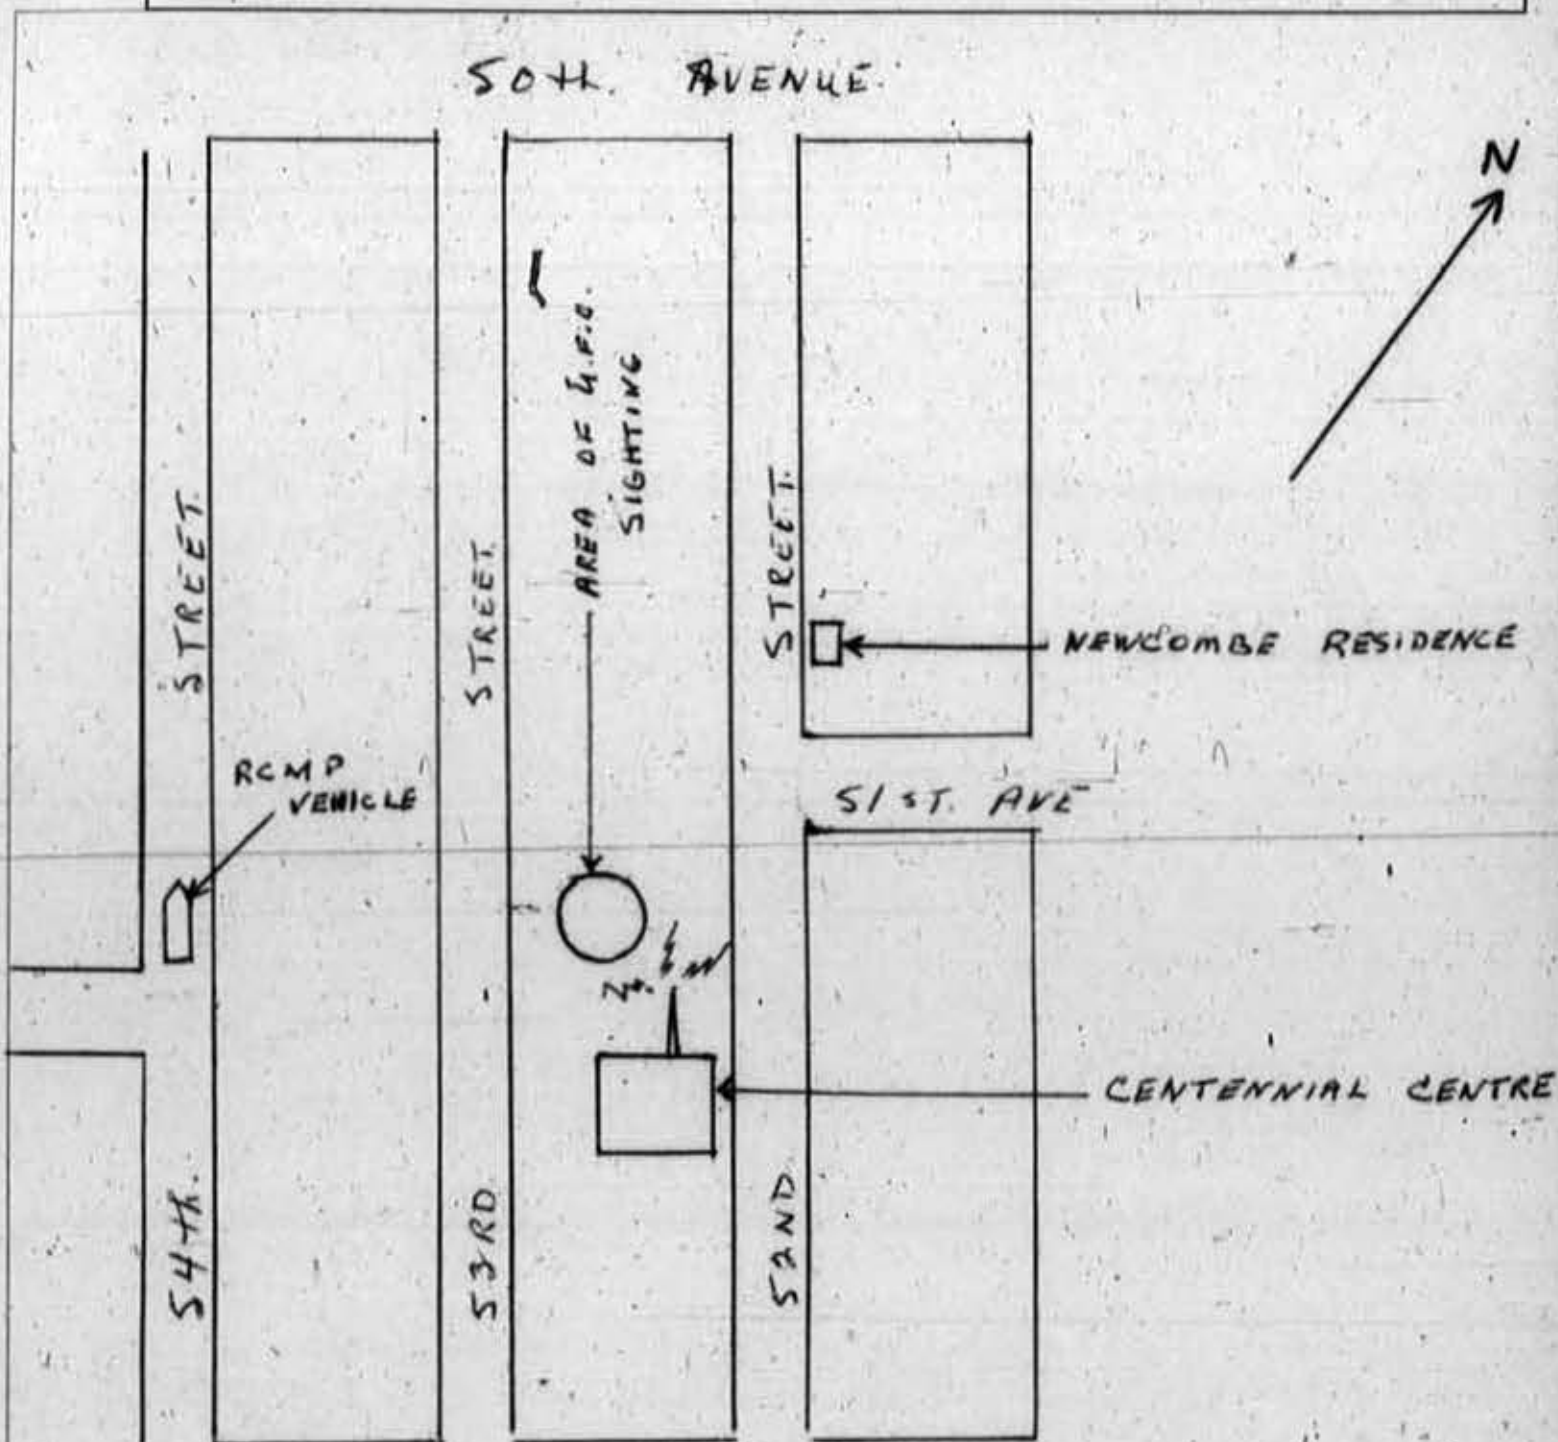 50th. AVENUE.
N
AREA OF U.F.O.
SIGHTING
STREET.
STREET.
STREET.
NEWCOMBE RESIDENCE
RCMP
VEHICLE
51ST. AVE
CENTENNIAL CENTRE
54th.
53RD
52ND